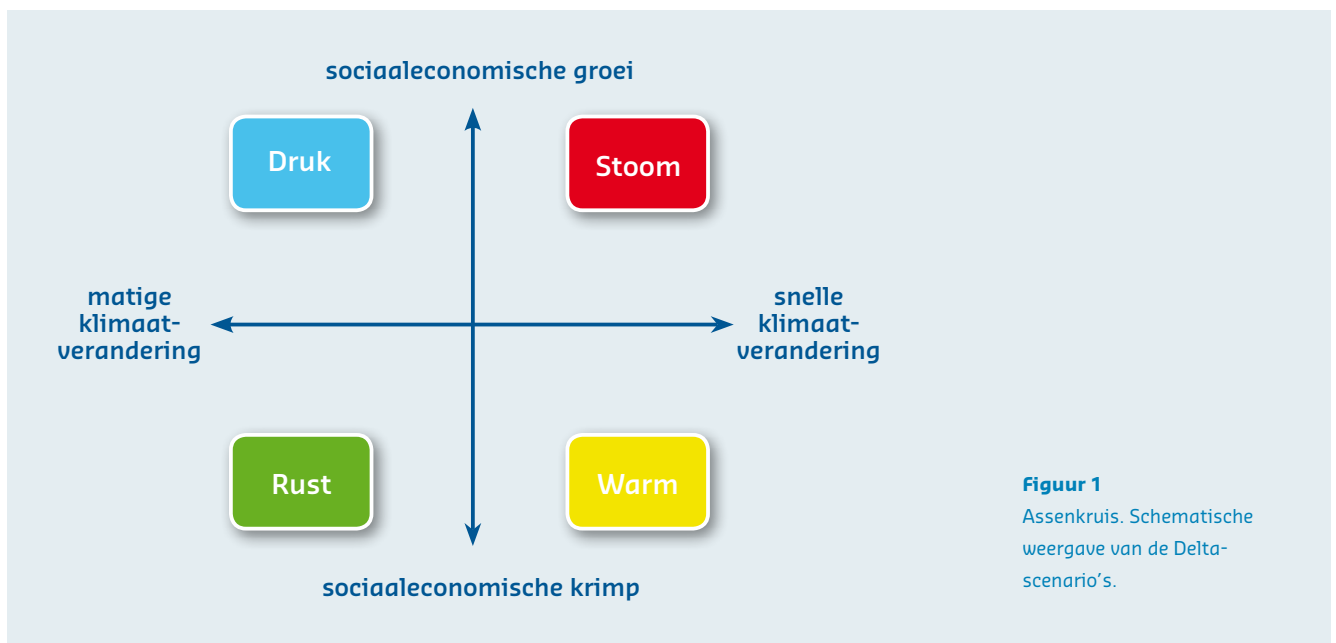 sociaaleconomische groei
Druk
Stoom
matige
klimaat-
verandering
snelle
klimaat-
verandering
Rust
Warm
sociaaleconomische krimp
Figuur 1
Assenkruis. Schematische
weergave van de Delta-
scenario's.